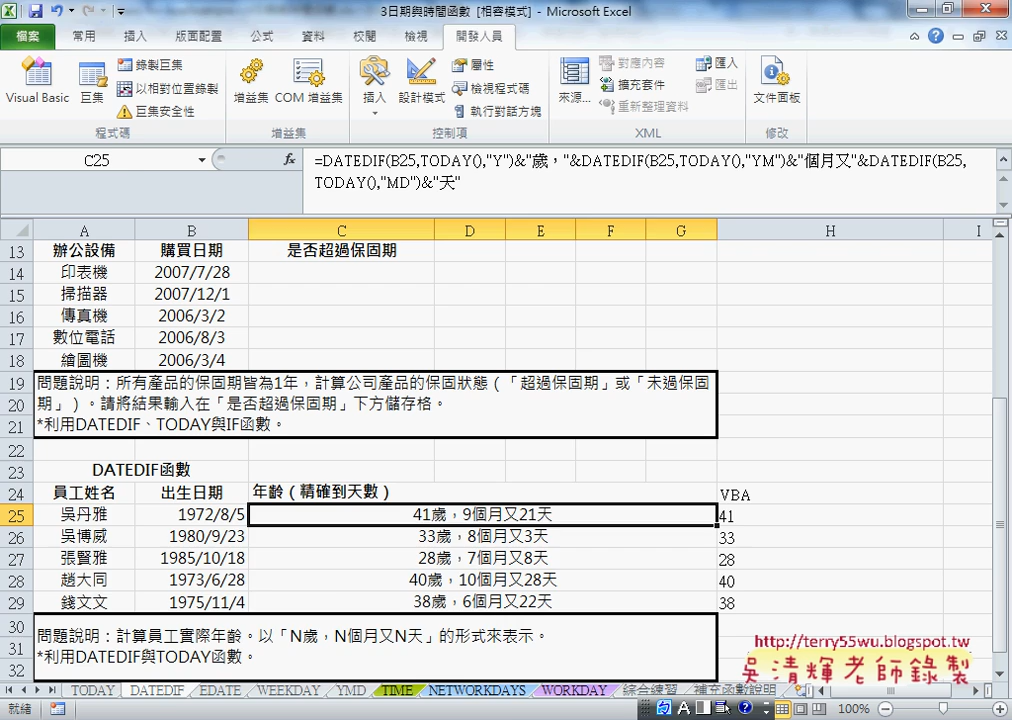 3日期與時間函數 [相容模式] - Microsoft Excel
檔案 常用 插入 版面配置 公式 資料 校閱 檢視 開發人員
Visual Basic 巨集 錄製巨集 以相對位置錄製 巨集安全性 程式碼
增益集 COM 增益集 增益集
插入 設計模式 屬性 檢視程式碼 執行對話方塊 控制項
來源... 對應內容 擴充套件 重新整理資料 匯入 匯出 XML
文件面板 修改
C25 fx =DATEDIF(B25,TODAY(),"Y")&"歲，"&DATEDIF(B25,TODAY(),"YM")&"個月又"&DATEDIF(B25,
TODAY(),"MD")&"天"
A B C D E F G H I
13 辦公設備 購買日期 是否超過保固期
14 印表機 2007/7/28
15 掃描器 2007/12/1
16 傳真機 2006/3/2
17 數位電話 2006/8/3
18 繪圖機 2006/3/4
19 問題說明：所有產品的保固期皆為1年，計算公司產品的保固狀態（「超過保固期」或「未過保固
20 期」）。請將結果輸入在「是否超過保固期」下方儲存格。
21 *利用DATEDIF、TODAY與IF函數。
22
23 DATEDIF函數
24 員工姓名 出生日期 年齡（精確到天數） VBA
25 吳丹雅 1972/8/5 41歲，9個月又21天 41
26 吳博威 1980/9/23 33歲，8個月又3天 33
27 張賢雅 1985/10/18 28歲，7個月又8天 28
28 趙大同 1973/6/28 40歲，10個月又28天 40
29 錢文文 1975/11/4 38歲，6個月又22天 38
30
31 問題說明：計算員工實際年齡。以「N歲，N個月又N天」的形式來表示。
32 *利用DATEDIF與TODAY函數。
http://terry55wu.blogspot.tw
吳清輝老師錄製
TODAY DATEDIF EDATE WEEKDAY YMD TIME NETWORKDAYS WORKDAY 綜合練習 補充函數說明
就緒 100%